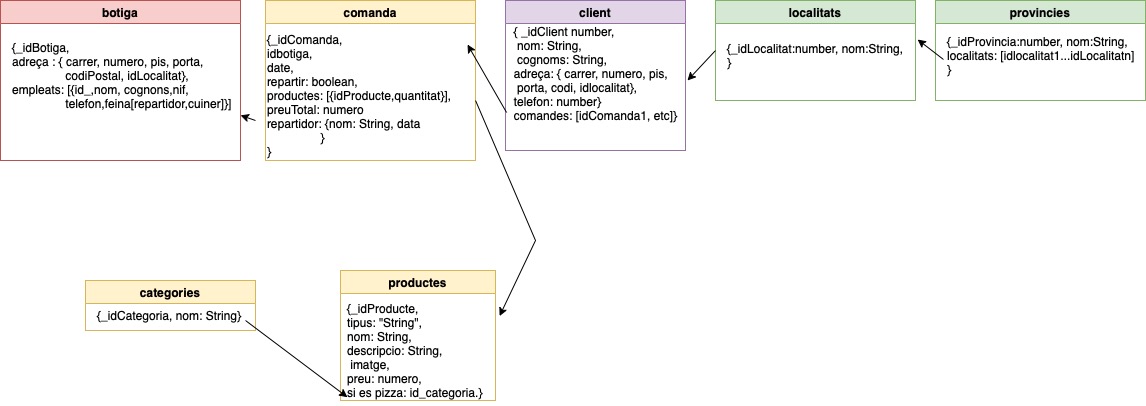 botiga
{_idBotiga,
adreça : { carrer, numero, pis, porta,
codiPostal, idLocalitat},
empleats: [{id_,nom, cognons,nif,
telefon,feina[repartidor,cuiner]}]
comanda
{_idComanda,
idbotiga,
date,
repartir: boolean,
productes: [{idProducte,quantitat}],
preuTotal: numero
repartidor: {nom: String, data
}
}
client
{ _idClient number,
nom: String,
cognoms: String,
adreça: { carrer, numero, pis,
porta, codi, idlocalitat},
telefon: number}
comandes: [idComanda1, etc]}
localitats
{_idLocalitat:number, nom:String,
}
provincies
{_idProvincia:number, nom:String,
localitats: [idlocalitat1...idLocalitatn]
}
categories
{_idCategoria, nom: String}
productes
{_idProducte,
tipus: "String",
nom: String,
descripcio: String,
imatge,
preu: numero,
si es pizza: id_categoria.}